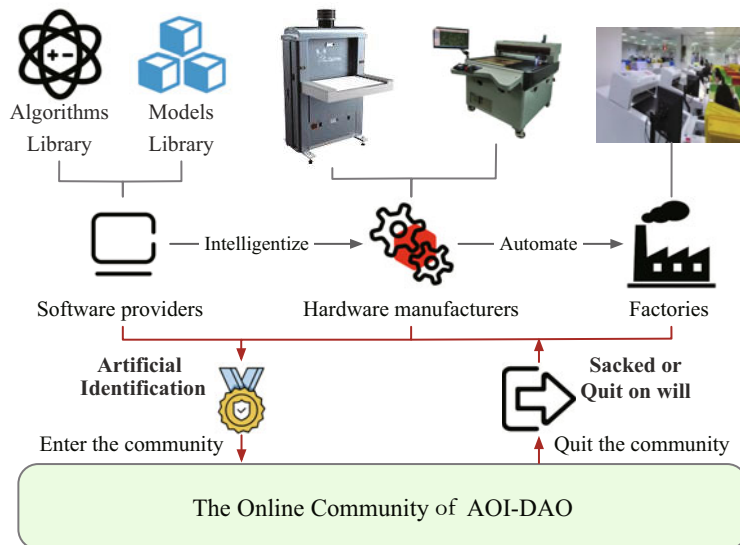 Algorithms
Library
Models
Library
Intelligentize
Automate
Software providers
Hardware manufacturers
Factories
Artificial
Identification
Sacked or
Quit on will
Enter the community
Quit the community
The Online Community of AOI-DAO